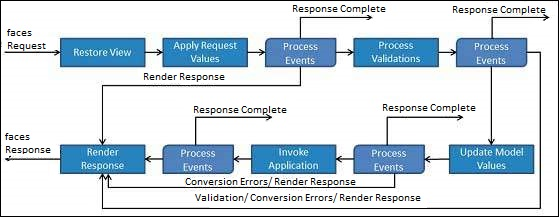 Response Complete
Response Complete
faces
Request
Restore View
Apply Request
Values
Process
Events
Process
Validations
Process
Events
Render Response
Response Complete
Response Complete
faces
Response
Render
Response
Process
Events
Invoke
Application
Process
Events
Update Model
Values
Conversion Errors/ Render Response
Validation/ Conversion Errors/ Render Response